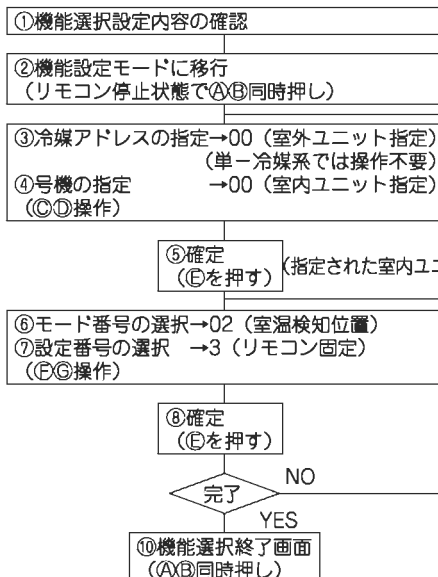 ①機能選択設定内容の確認
②機能設定モードに移行
(リモコン停止状態でⒶⒷ同時押し)
③冷媒アドレスの指定→00（室外ユニット指定)
(単一冷媒系では操作不要)
④号機の指定 →00（室内ユニット指定)
(ⒸⒹ操作)
⑤確定
(Ⓔを押す)
(指定された室内ユニ
⑥モード番号の選択→02（室温検知位置)
⑦設定番号の選択 →3（リモコン固定)
(ⒻⒼ操作)
⑧確定
(Ⓔを押す)
完了
NO
YES
⑩機能選択終了画面
(ⒶⒷ同時押し)